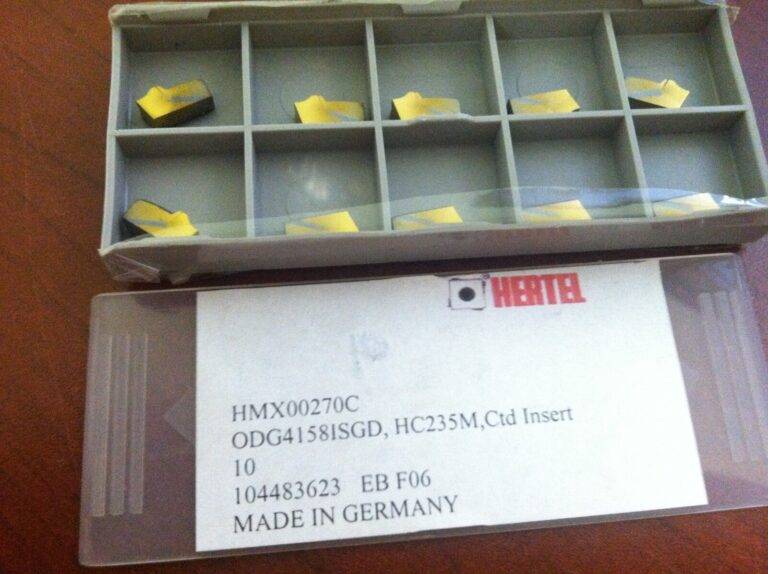 HERTEL
HMX00270C
ODG4158ISGD, HC235M,Ctd Insert
10
104483623 EB F06
MADE IN GERMANY